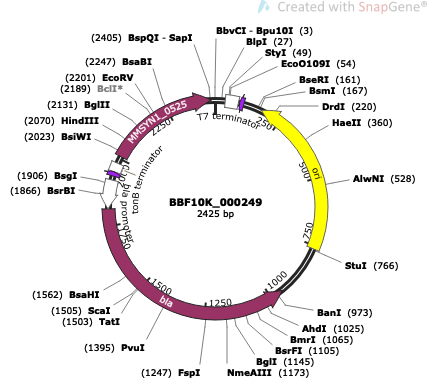 Created with SnapGene®
BbvCI - Bpu10I (3)
(2405) BspQI - SapI
BlpI (27)
StyI (49)
(2247) BsaBI
EcoO109I (54)
(2201) EcoRV
BseRI (161)
(2189) BclI*
BsmI (167)
(2131) BglII
DrdI (220)
(2070) HindIII
HaeII (360)
(2023) BsiWI
MMSYN1_0525
2250
T7 terminator
250
ori
500
(1906) BsgI
AlwNI (528)
(1866) BsrBI
tonB terminator
bla promoter
BBF10K_000249
2425 bp
750
StuI (766)
1000
(1562) BsaHI
1500
(1505) ScaI
bla
1250
BanI (973)
(1503) TatI
AhdI (1025)
BmrI (1065)
(1395) PvuI
BsrFI (1105)
BglI (1145)
(1247) FspI
NmeAIII (1173)